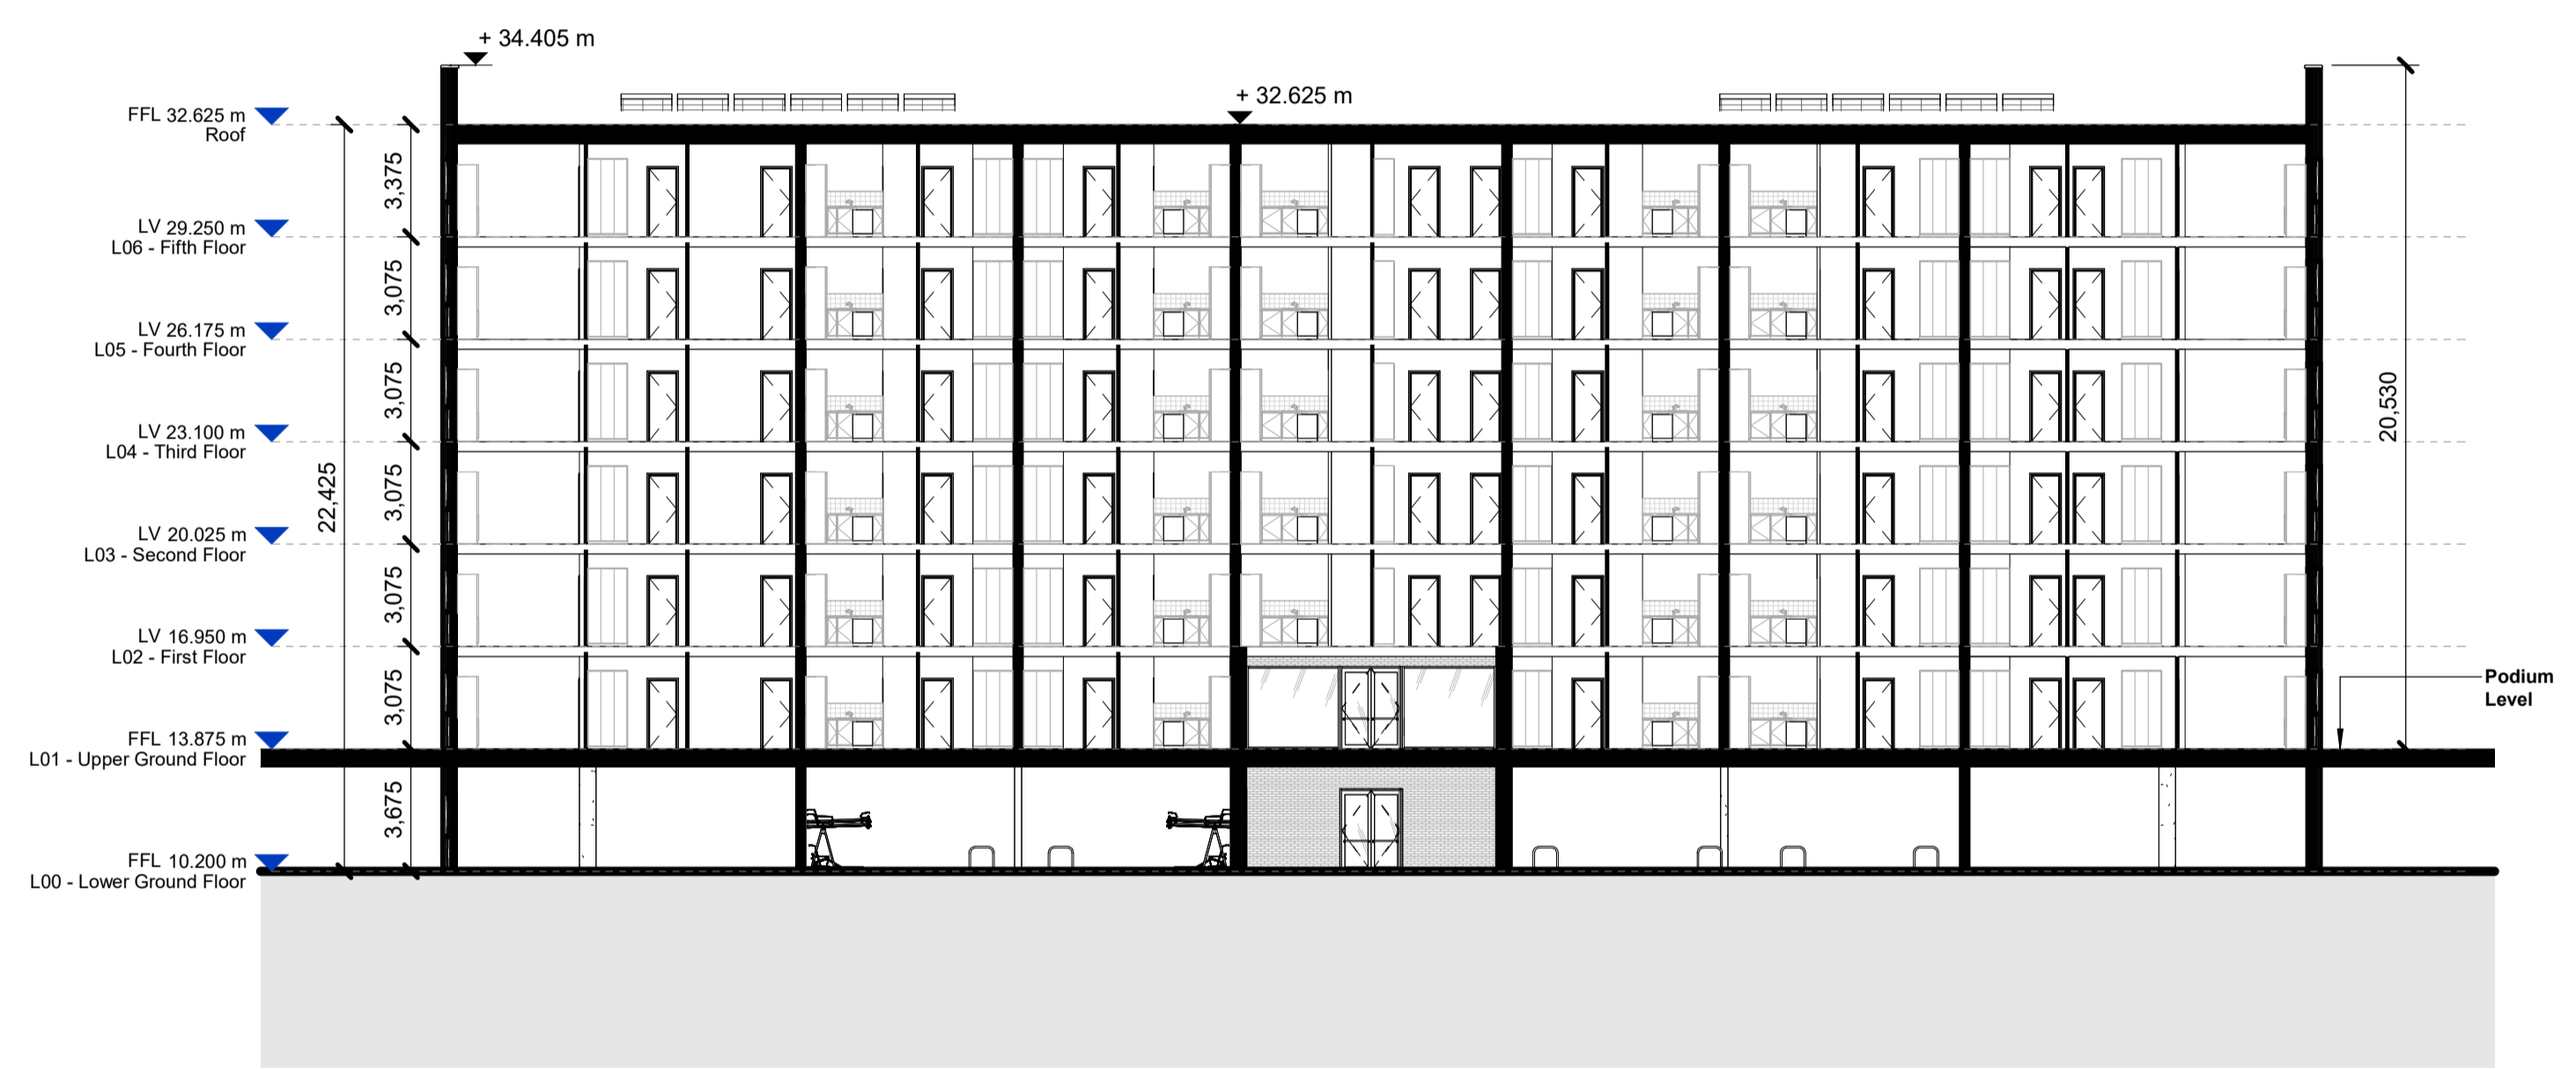 + 34.405 m
+ 32.625 m
FFL 32.625 m
Roof
3,375
LV 29.250 m
L06 - Fifth Floor
3,075
LV 26.175 m
L05 - Fourth Floor
3,075
LV 23.100 m
L04 - Third Floor
22,425
3,075
LV 20.025 m
L03 - Second Floor
3,075
LV 16.950 m
L02 - First Floor
3,075
FFL 13.875 m
L01 - Upper Ground Floor
3,675
FFL 10.200 m
L00 - Lower Ground Floor
20,530
Podium
Level